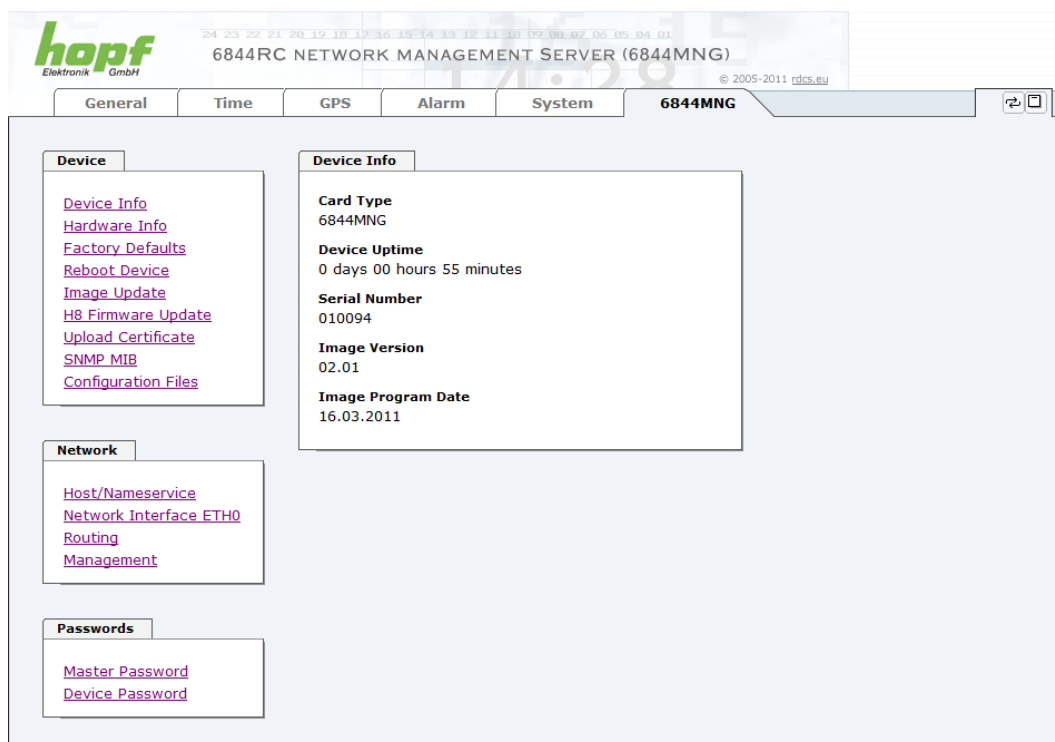 24 23 22 21 20 19 18 17 16 15 14 13 12 11 10 09 08 07 06 05 04 01
hopf
Elektronik GmbH
6844RC NETWORK MANAGEMENT SERVER (6844MNG)
14:28
© 2005-2011 rdcs.eu
General Time GPS Alarm System 6844MNG
Device
Device Info
Hardware Info
Factory Defaults
Reboot Device
Image Update
H8 Firmware Update
Upload Certificate
SNMP MIB
Configuration Files
Network
Host/Nameservice
Network Interface ETH0
Routing
Management
Passwords
Master Password
Device Password
Device Info
Card Type
6844MNG
Device Uptime
0 days 00 hours 55 minutes
Serial Number
010094
Image Version
02.01
Image Program Date
16.03.2011